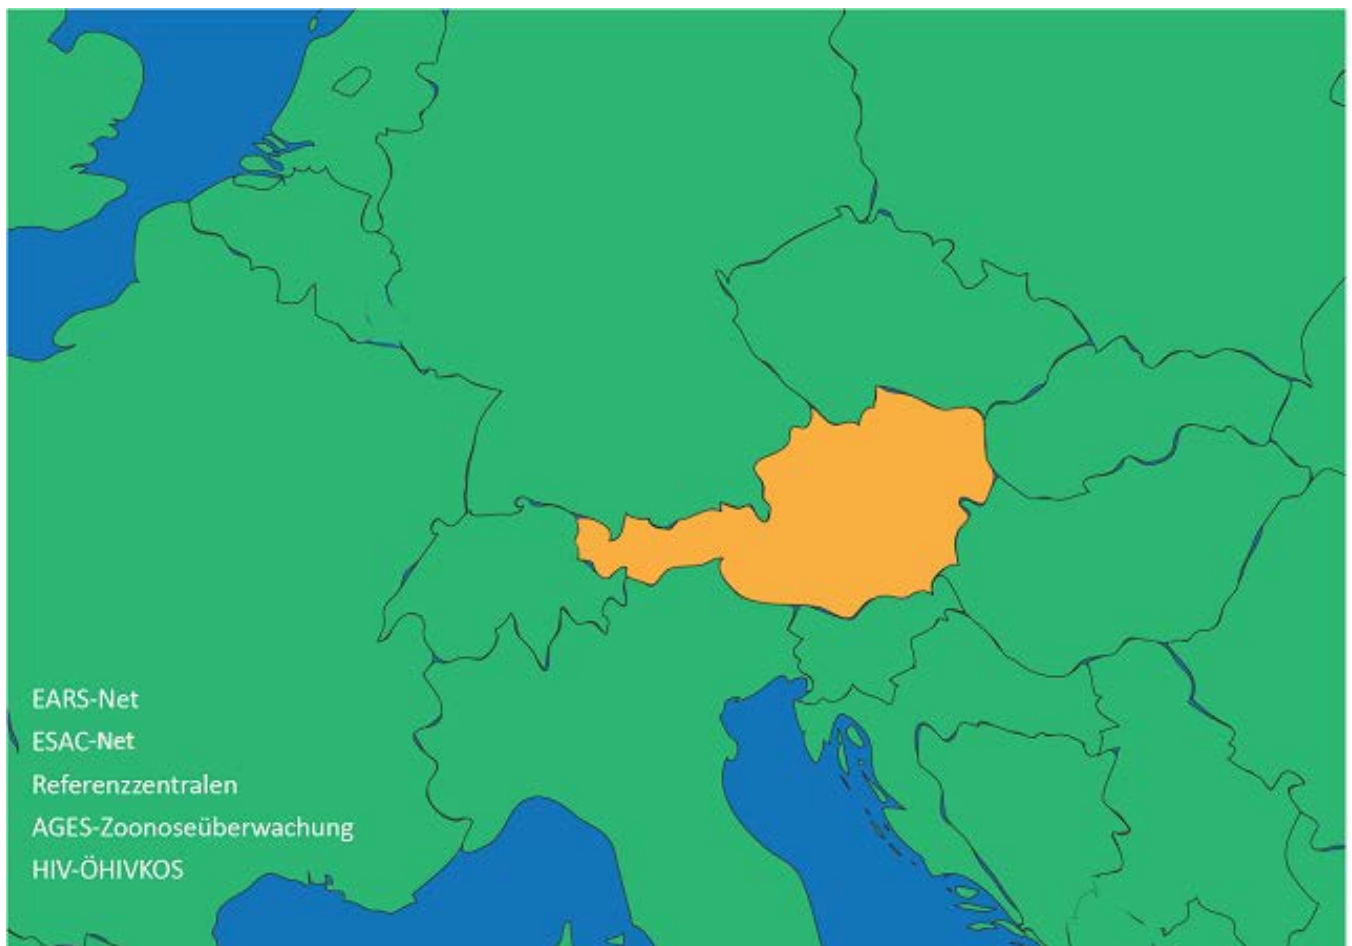 EARS-Net
ESAC-Net
Referenzzentralen
AGES-Zoonoseüberwachung
HIV-ÖHIVKOS